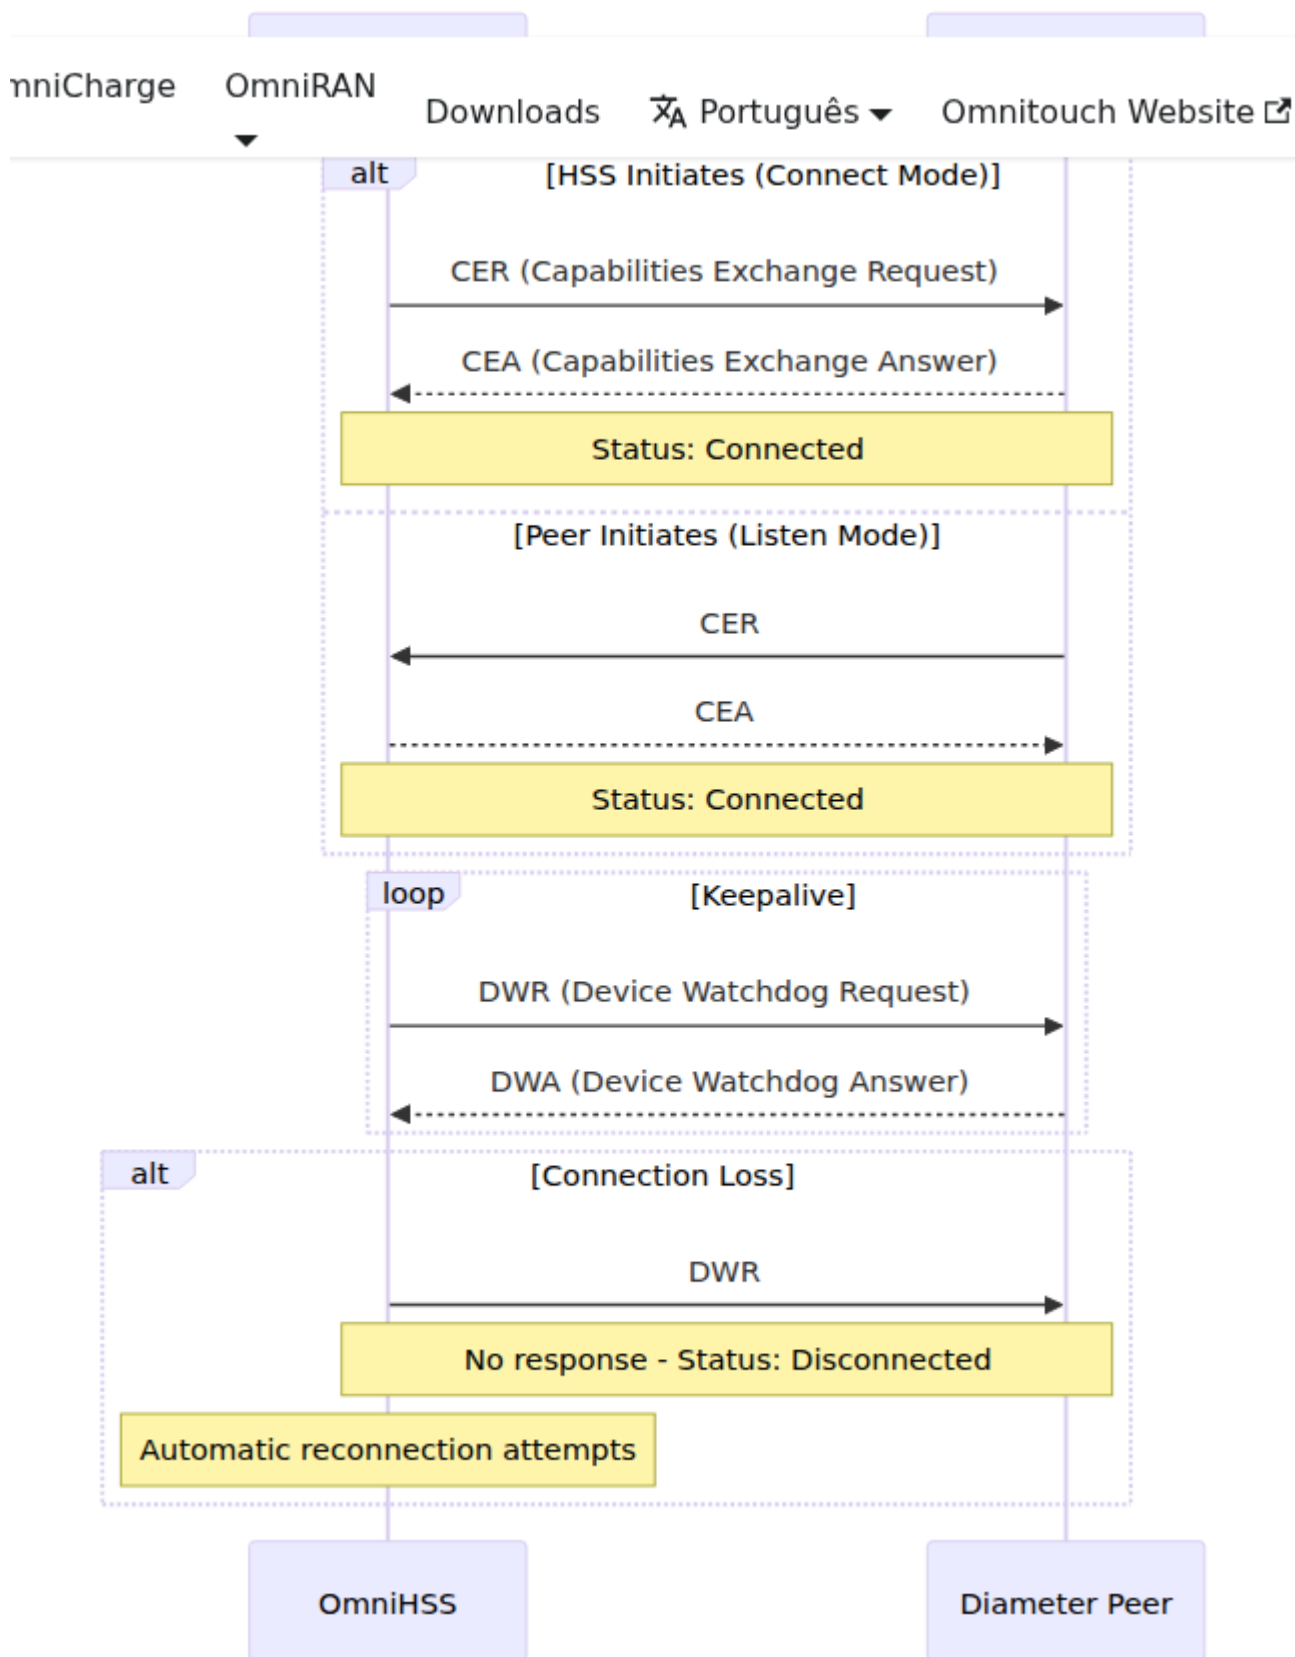 mniCharge
OmniRAN
Downloads
Português
Omnitouch Website
alt
[HSS Initiates (Connect Mode)]
CER (Capabilities Exchange Request)
CEA (Capabilities Exchange Answer)
Status: Connected
[Peer Initiates (Listen Mode)]
CER
CEA
Status: Connected
loop
[Keepalive]
DWR (Device Watchdog Request)
DWA (Device Watchdog Answer)
alt
[Connection Loss]
DWR
No response - Status: Disconnected
Automatic reconnection attempts
OmniHSS
Diameter Peer